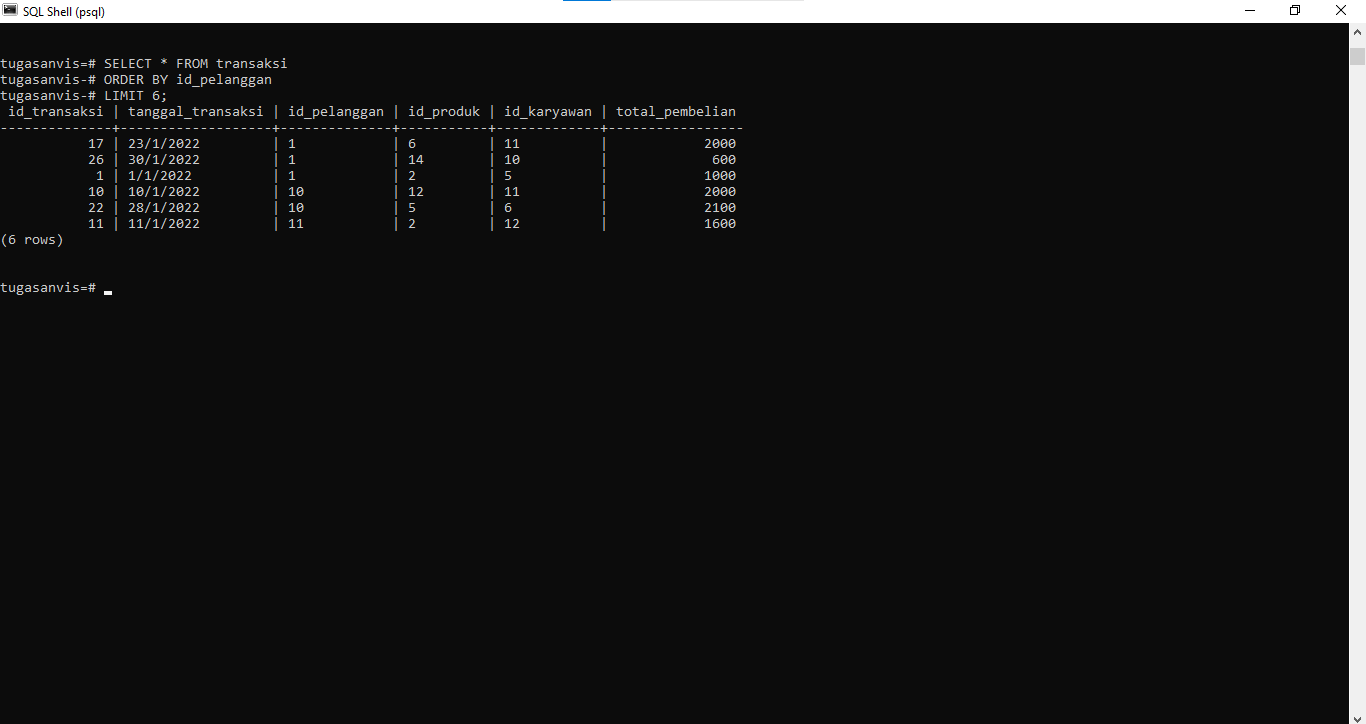 SQL Shell (psql)
tugasanvis=# SELECT * FROM transaksi
tugasanvis-# ORDER BY id_pelanggan
tugasanvis-# LIMIT 6;
 id_transaksi | tanggal_transaksi | id_pelanggan | id_produk | id_karyawan | total_pembelian
--------------+-------------------+--------------+-----------+-------------+-----------------
           17 | 23/1/2022         | 1            | 6         | 11          |            2000
           26 | 30/1/2022         | 1            | 14        | 10          |             600
            1 | 1/1/2022          | 1            | 2         | 5           |            1000
           10 | 10/1/2022         | 10           | 12        | 11          |            2000
           22 | 28/1/2022         | 10           | 5         | 6           |            2100
           11 | 11/1/2022         | 11           | 2         | 12          |            1600
(6 rows)
tugasanvis=#